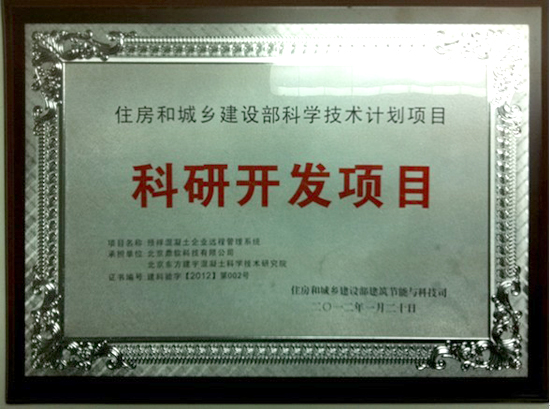 住房和城乡建设部科学技术计划项目
科研开发项目
项目名称 预拌混凝土企业远程管理系统
承担单位 北京鼎软科技有限公司
北京东方建宇混凝土科学技术研究院
证书编号 建科验字【2012】第002号
住房和城乡建设部建筑节能与科技司
二〇一二年一月二十日